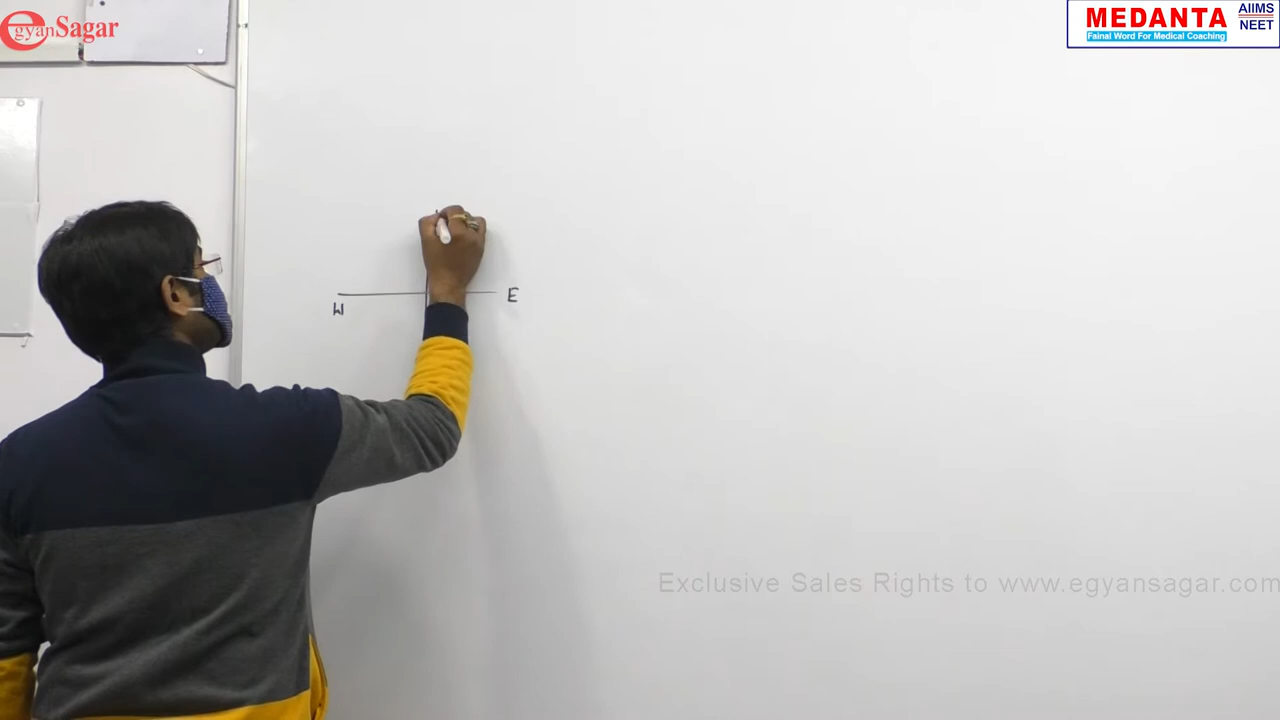 egyanSagar
MEDANTA AIIMS
NEET
Fainal Word For Medical Coaching
W E
Exclusive Sales Rights to www.egyansagar.com